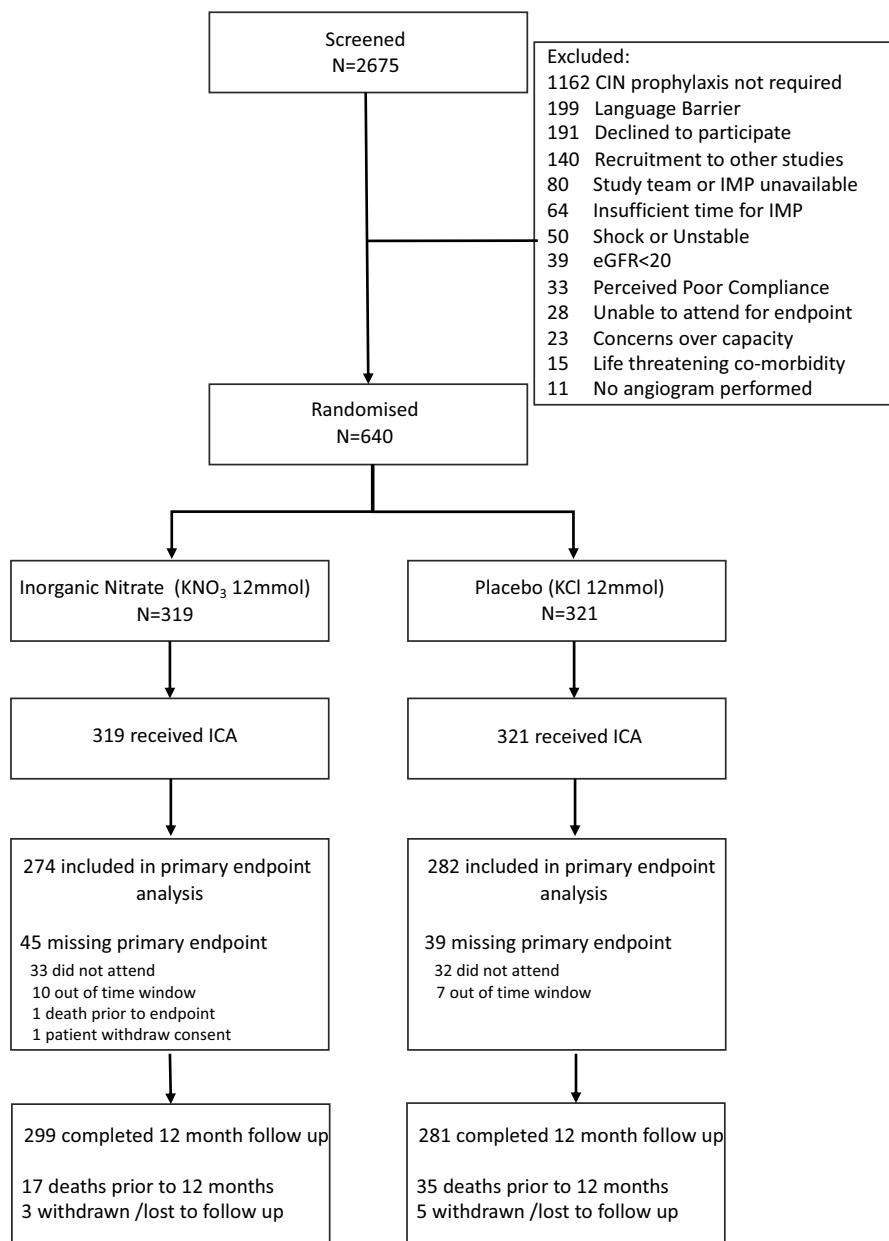 Screened
N=2675
Excluded:
1162 CIN prophylaxis not required
199 Language Barrier
191 Declined to participate
140 Recruitment to other studies
80 Study team or IMP unavailable
64 Insufficient time for IMP
50 Shock or Unstable
39 eGFR<20
33 Perceived Poor Compliance
28 Unable to attend for endpoint
23 Concerns over capacity
15 Life threatening co-morbidity
11 No angiogram performed
Randomised
N=640
Inorganic Nitrate (KNO₃ 12mmol)
N=319
Placebo (KCl 12mmol)
N=321
319 received ICA
321 received ICA
274 included in primary endpoint
analysis
45 missing primary endpoint
33 did not attend
10 out of time window
1 death prior to endpoint
1 patient withdraw consent
282 included in primary endpoint
analysis
39 missing primary endpoint
32 did not attend
7 out of time window
299 completed 12 month follow up
17 deaths prior to 12 months
3 withdrawn /lost to follow up
281 completed 12 month follow up
35 deaths prior to 12 months
5 withdrawn /lost to follow up